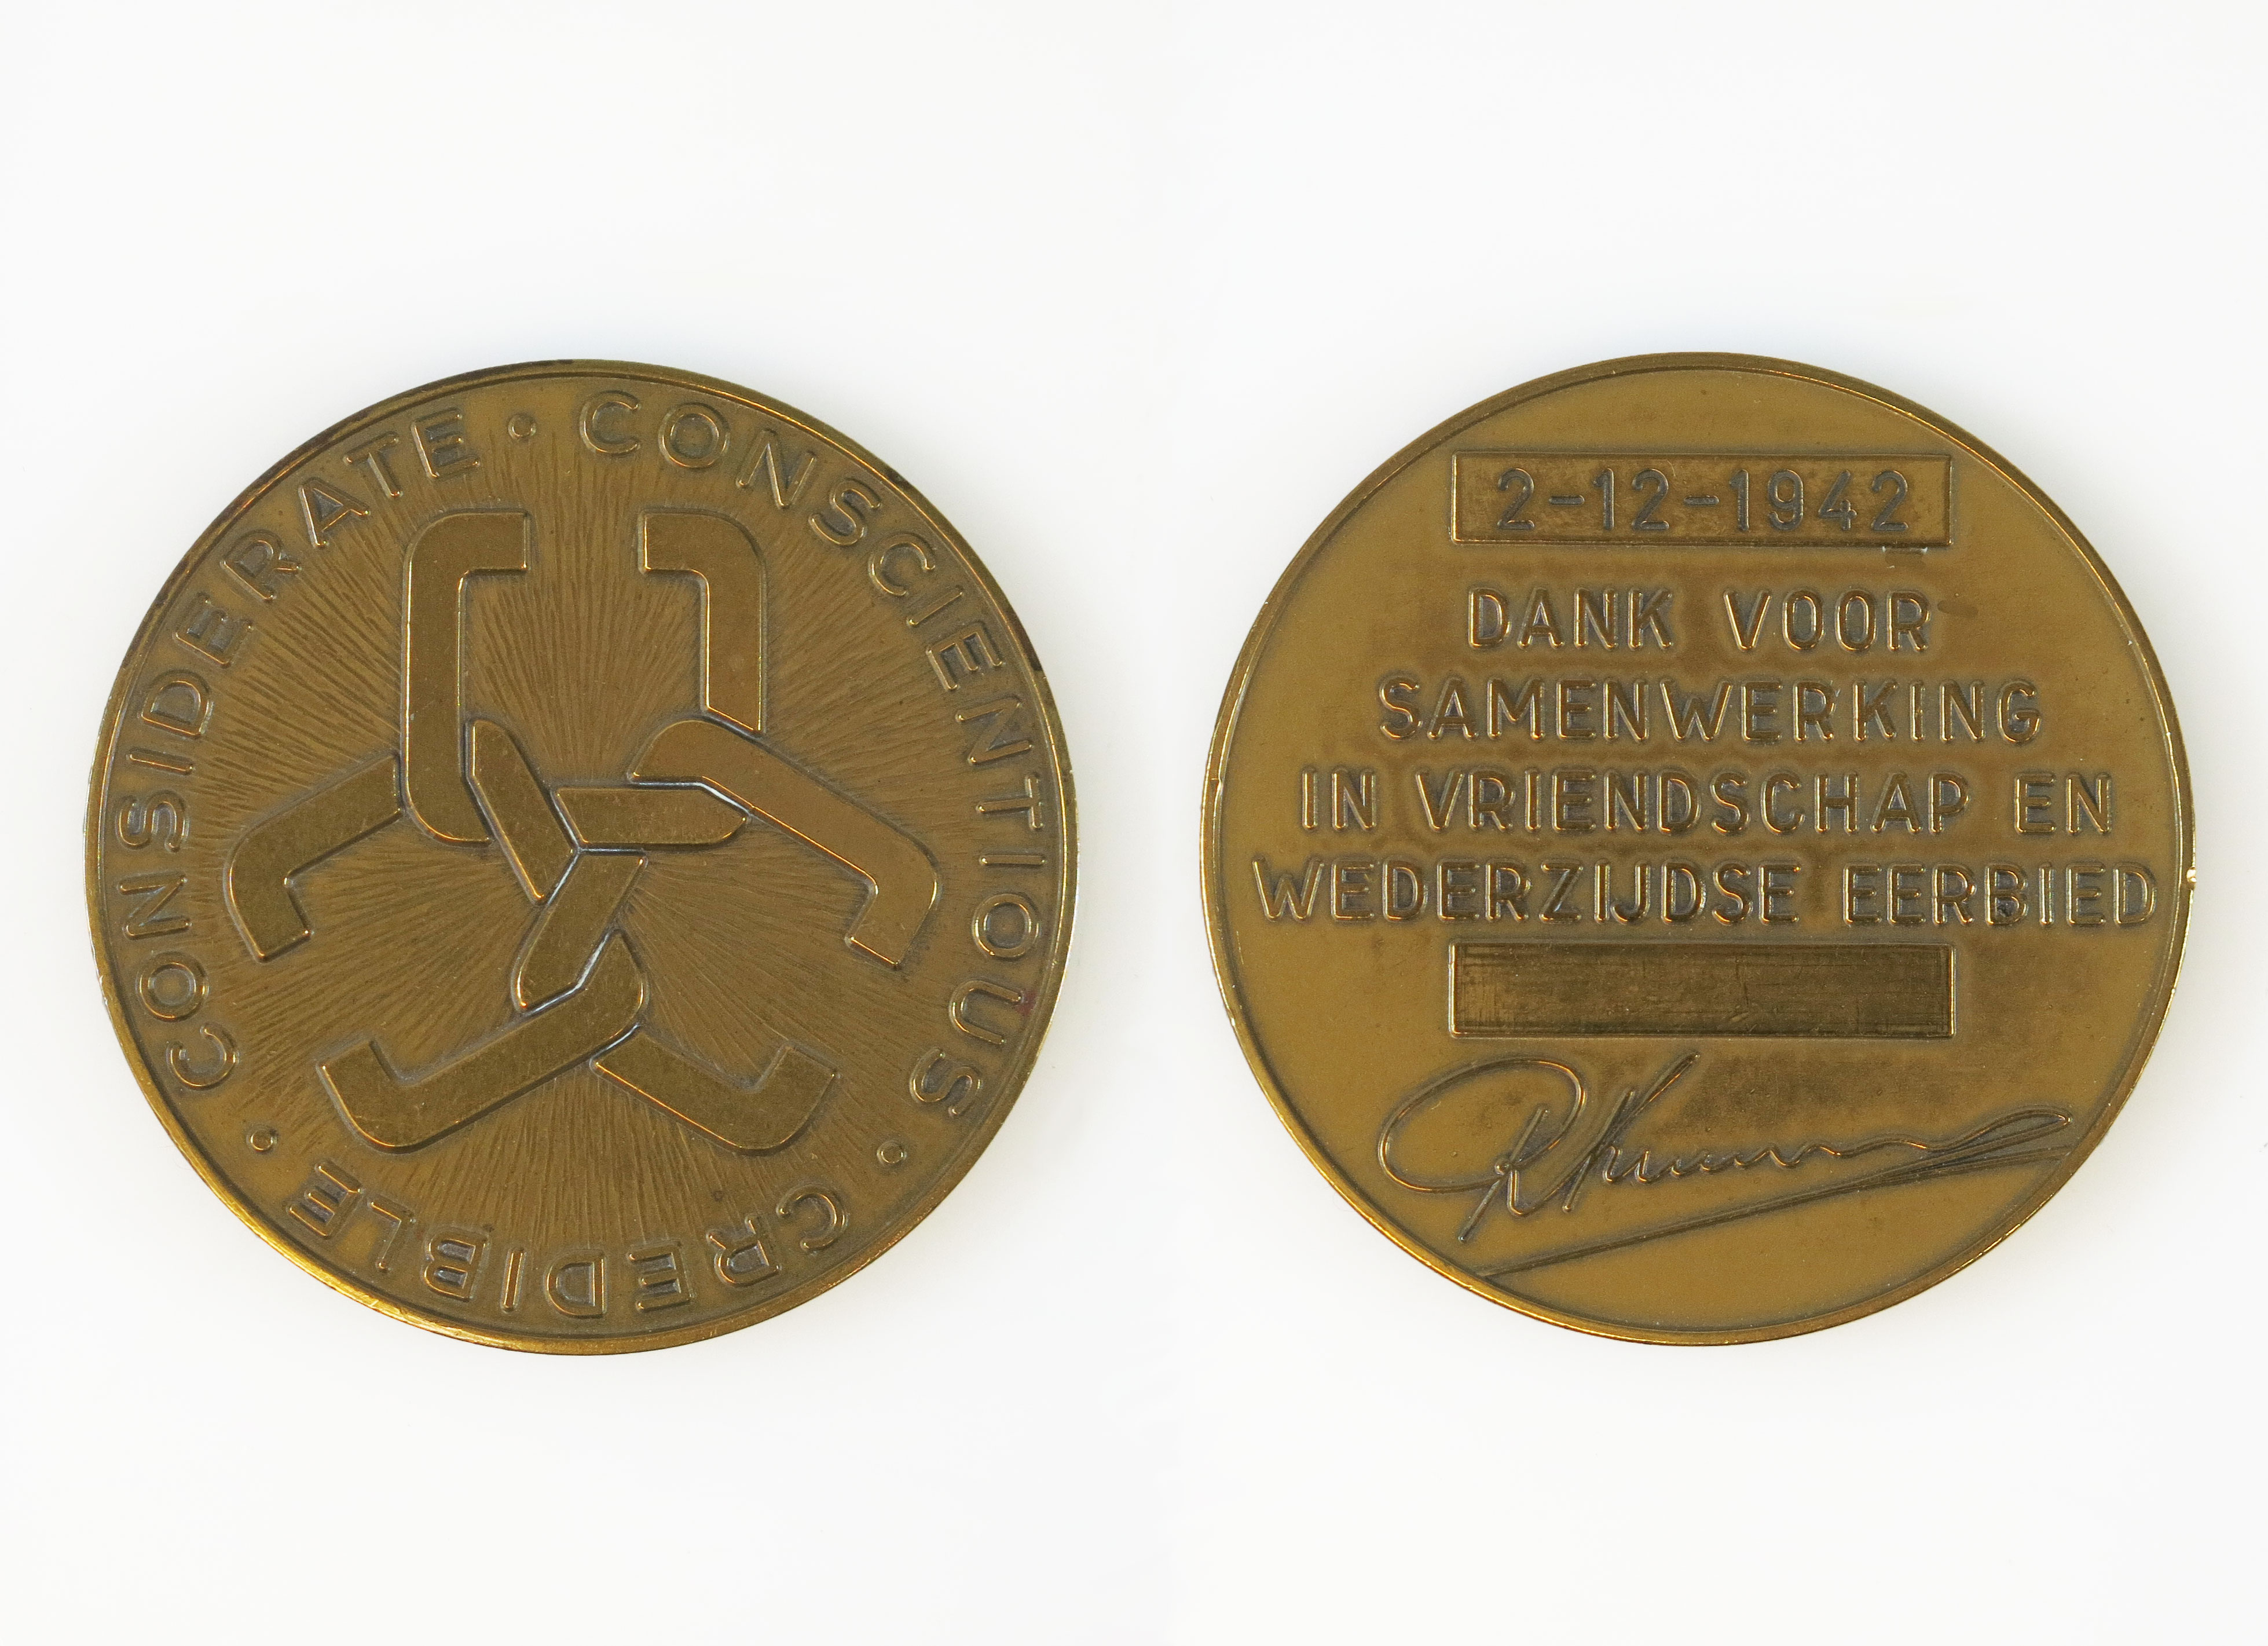 CONSIDERATE · CONSCIENTIOUS · CREDIBLE ·
2-12-1942
DANK VOOR
SAMENWERKING
IN VRIENDSCHAP EN
WEDERZIJDSE EERBIED